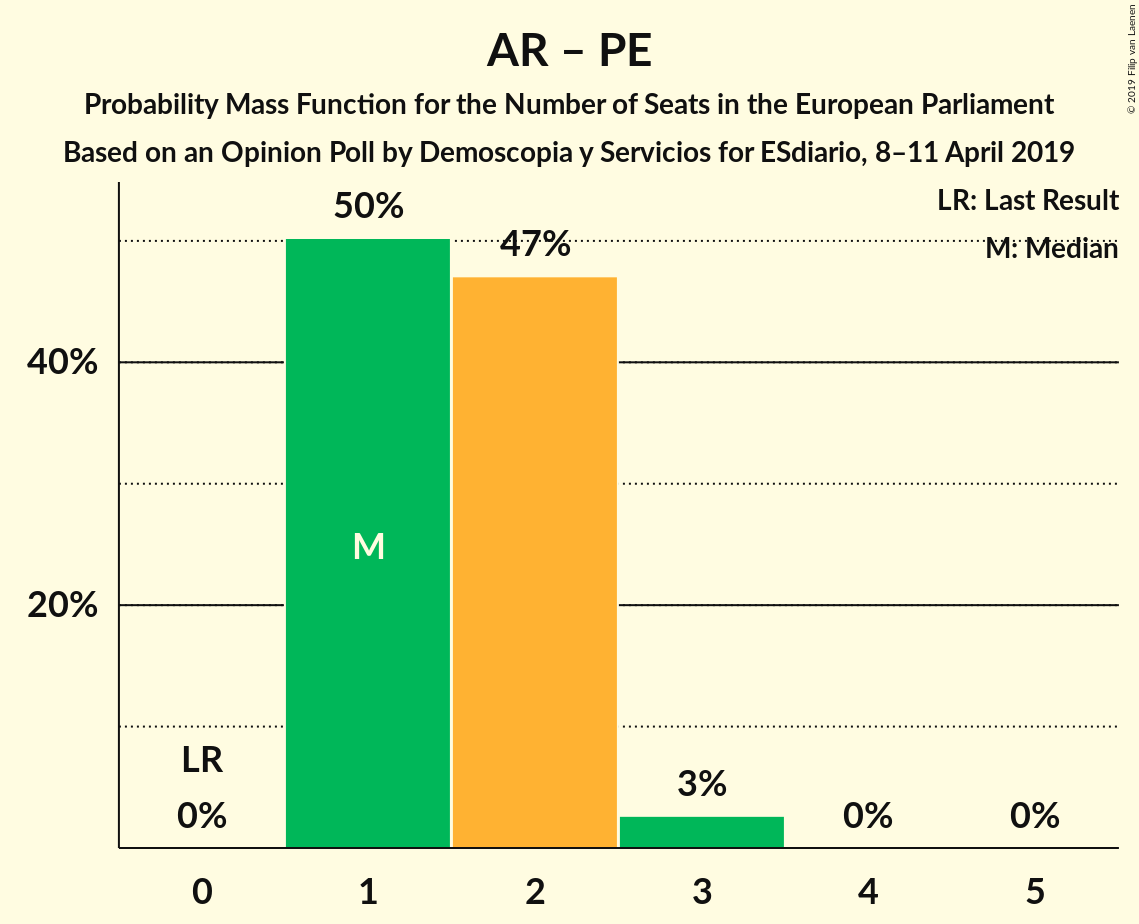 AR – PE
Probability Mass Function for the Number of Seats in the European Parliament
Based on an Opinion Poll by Demoscopia y Servicios for ESdiario, 8–11 April 2019
© 2019 Filip van Laenen
LR: Last Result
M: Median
50%
47%
40%
M
20%
LR
0%
3%
0%
0%
0
1
2
3
4
5